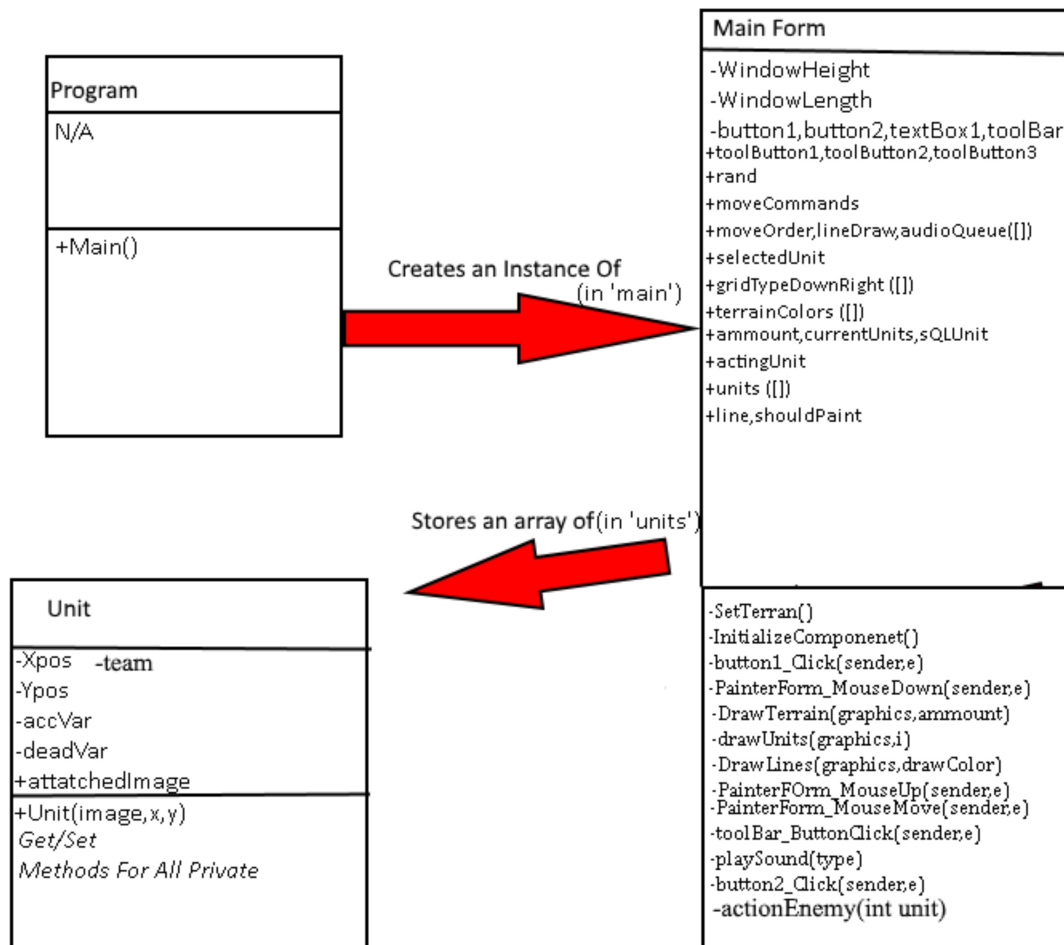 Program
N/A
+Main()
Creates an Instance Of
(in 'main')
Main Form
-WindowHeight
-WindowLength
-button1,button2,textBox1,toolBar
+toolButton1,toolButton2,toolButton3
+rand
+moveCommands
+moveOrder,lineDraw,audioQueue([])
+selectedUnit
+gridTypeDownRight ([])
+terrainColors ([])
+ammount,currentUnits,sQLUnit
+actingUnit
+units ([])
+line,shouldPaint
-SetTerran()
-InitializeComponenet()
-button1_Click(sender,e)
-PainterForm_MouseDown(sender,e)
-DrawTerrain(graphics,ammount)
-drawUnits(graphics,i)
-DrawLines(graphics,drawColor)
-PainterFOrm_MouseUp(sender,e)
-PainterForm_MouseMove(sender,e)
-toolBar_ButtonClick(sender,e)
-playSound(type)
-button2_Click(sender,e)
-actionEnemy(int unit)
Stores an array of (in 'units')
Unit
-Xpos -team
-Ypos
-accVar
-deadVar
+attatchedImage
+Unit(image,x,y)
Get/Set
Methods For All Private